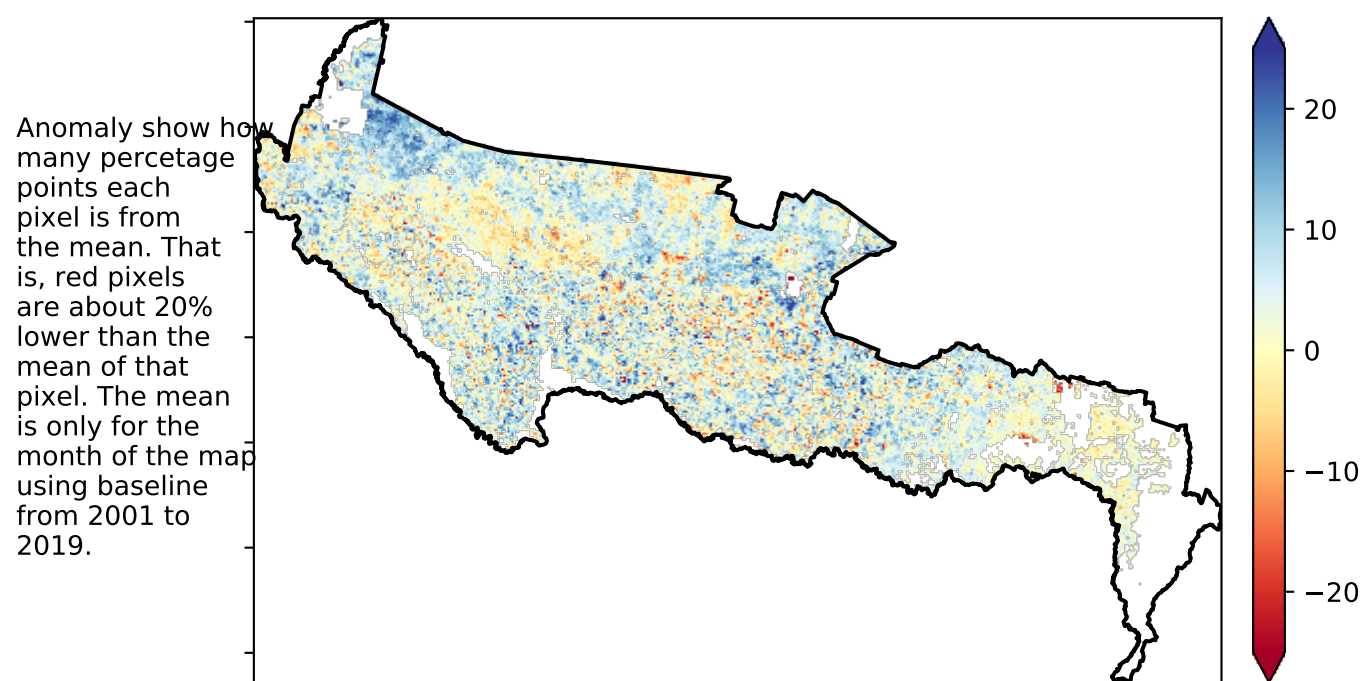 Anomaly show how
many percetage
points each
pixel is from
the mean. That
is, red pixels
are about 20%
lower than the
mean of that
pixel. The mean
is only for the
month of the map
using baseline
from 2001 to
2019.
20
10
0
−10
−20